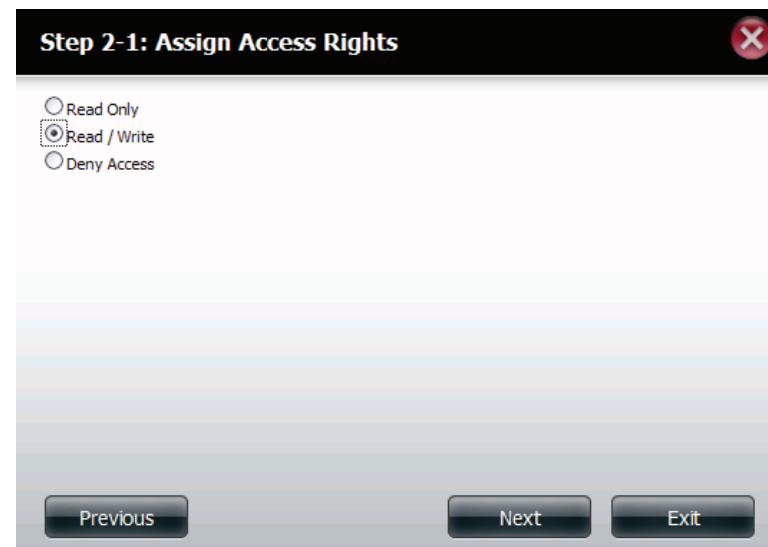 Step 2-1: Assign Access Rights
Read Only
Read / Write
Deny Access
Previous Next Exit